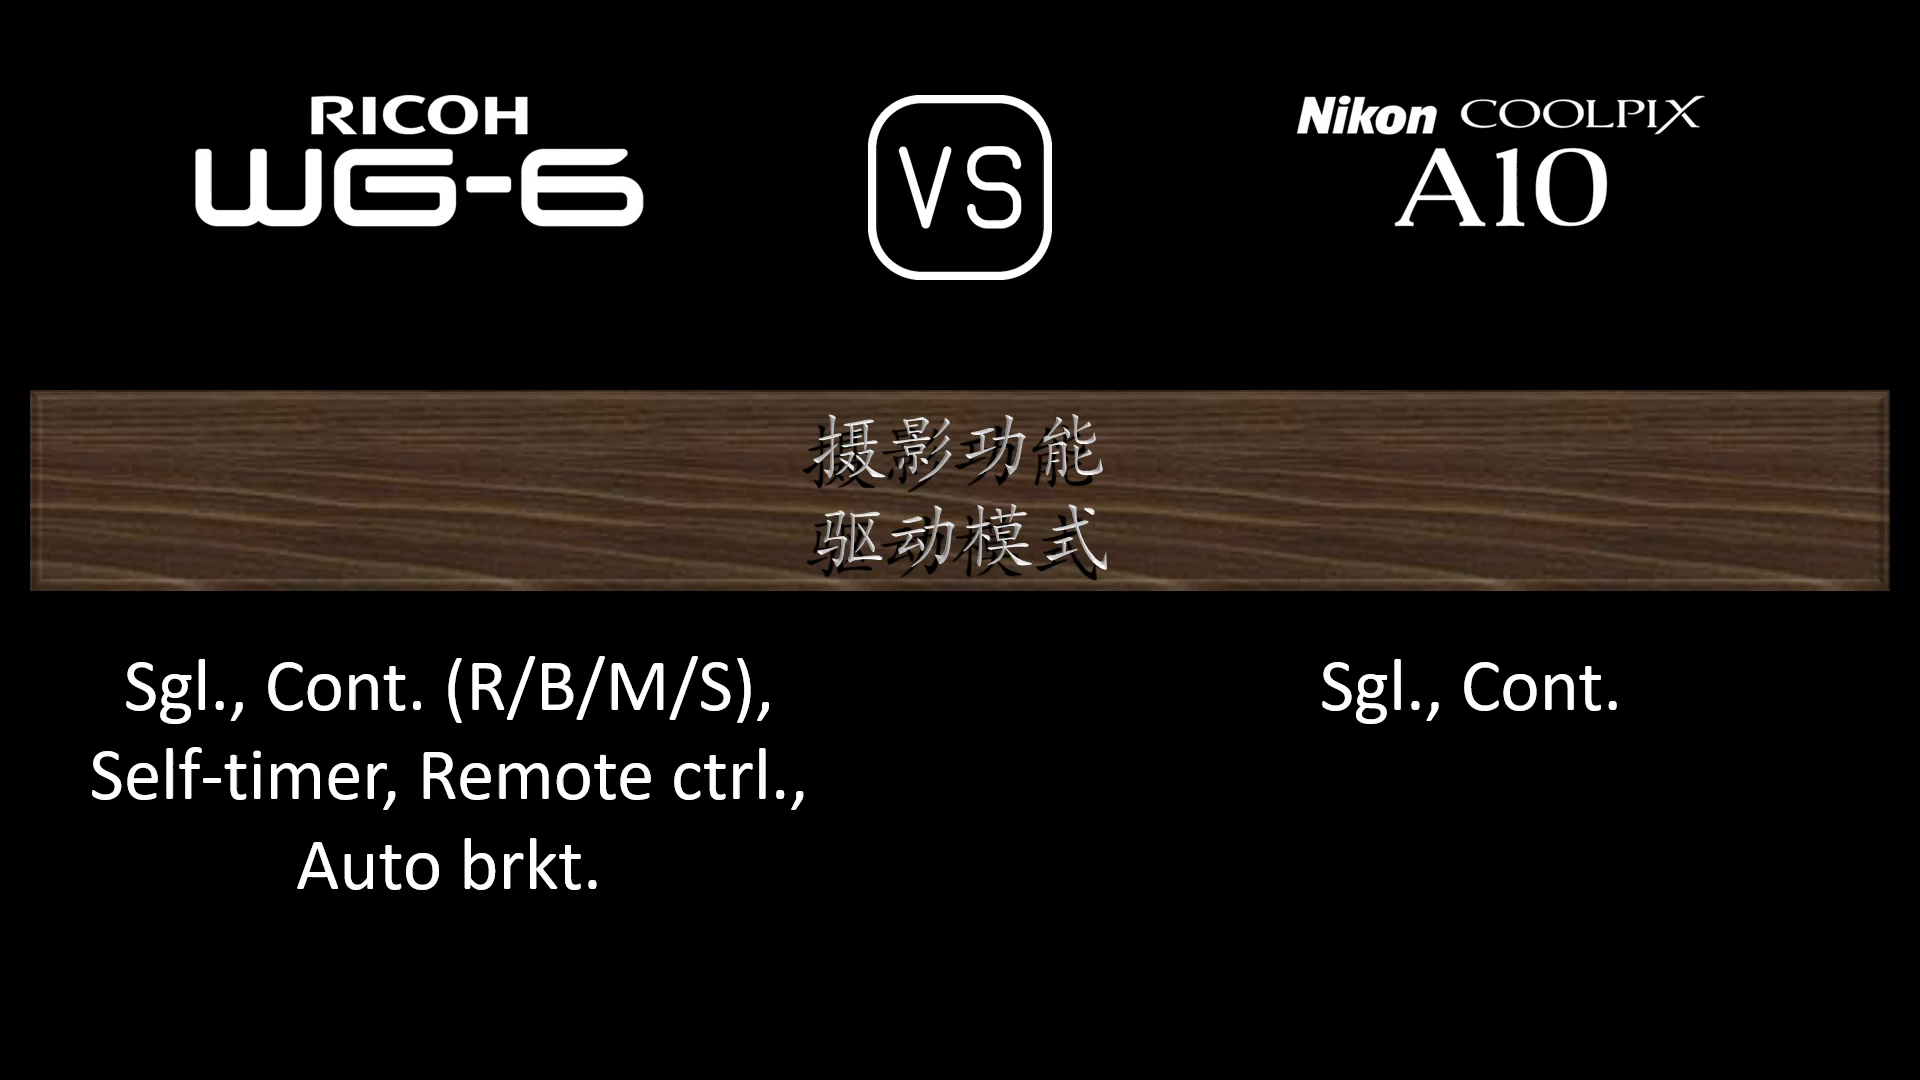 RICOH
WG-6
VS
Nikon COOLPIX
A10
摄影功能
驱动模式
Sgl., Cont. (R/B/M/S),
Self-timer, Remote ctrl.,
Auto brkt.
Sgl., Cont.